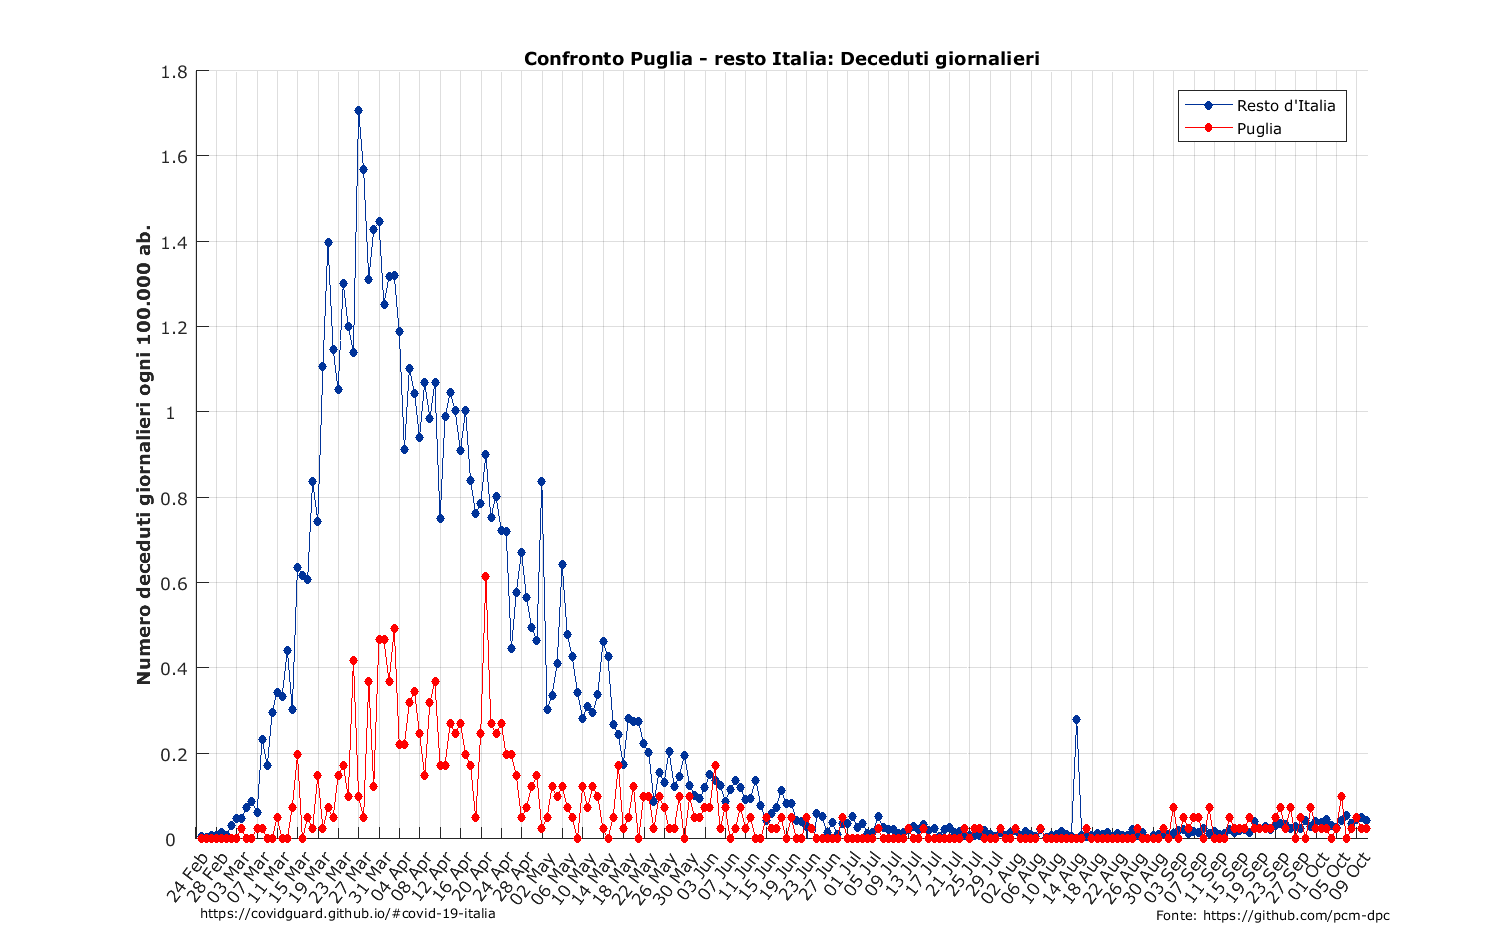 Confronto Puglia - resto Italia: Deceduti giornalieri
Numero deceduti giornalieri ogni 100.000 ab.
1.8
1.6
1.4
1.2
1
0.8
0.6
0.4
0.2
0
Resto d'Italia
Puglia
24 Feb
28 Feb
03 Mar
07 Mar
11 Mar
15 Mar
19 Mar
23 Mar
27 Mar
31 Mar
04 Apr
08 Apr
12 Apr
16 Apr
20 Apr
24 Apr
28 Apr
02 May
06 May
10 May
14 May
18 May
22 May
26 May
30 May
03 Jun
07 Jun
11 Jun
15 Jun
19 Jun
23 Jun
27 Jun
01 Jul
05 Jul
09 Jul
13 Jul
17 Jul
21 Jul
25 Jul
29 Jul
02 Aug
06 Aug
10 Aug
14 Aug
18 Aug
22 Aug
26 Aug
30 Aug
03 Sep
07 Sep
11 Sep
15 Sep
19 Sep
23 Sep
27 Sep
01 Oct
05 Oct
09 Oct
https://covidguard.github.io/#covid-19-italia
Fonte: https://github.com/pcm-dpc